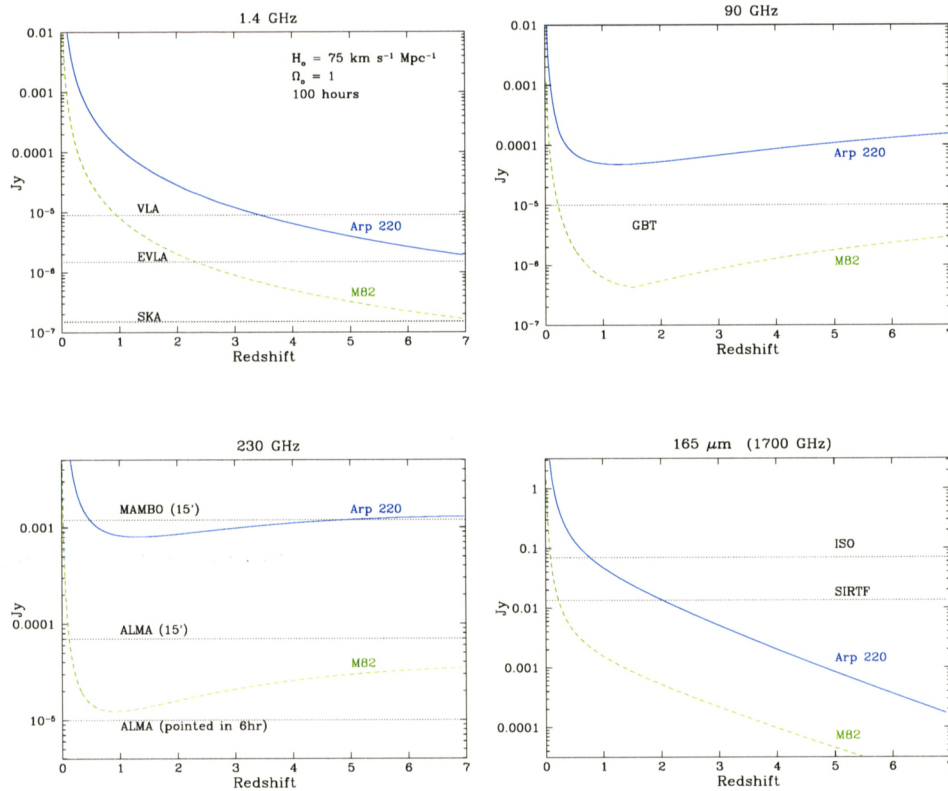 1.4 GHz
0.01
0.001
0.0001
10⁻⁵
10⁻⁶
10⁻⁷
Jy
H₀ = 75 km s⁻¹ Mpc⁻¹
Ω₀ = 1
100 hours
VLA
Arp 220
EVLA
M82
SKA
0 1 2 3 4 5 6 7
Redshift
90 GHz
0.01
0.001
0.0001
10⁻⁵
10⁻⁶
10⁻⁷
Jy
Arp 220
GBT
M82
0 1 2 3 4 5 6 7
Redshift
230 GHz
0.001
0.0001
10⁻⁵
Jy
MAMBO (15')
Arp 220
ALMA (15')
M82
ALMA (pointed in 6hr)
0 1 2 3 4 5 6 7
Redshift
165 μm (1700 GHz)
1
0.1
0.01
0.001
0.0001
Jy
ISO
SIRTF
Arp 220
M82
0 1 2 3 4 5 6 7
Redshift